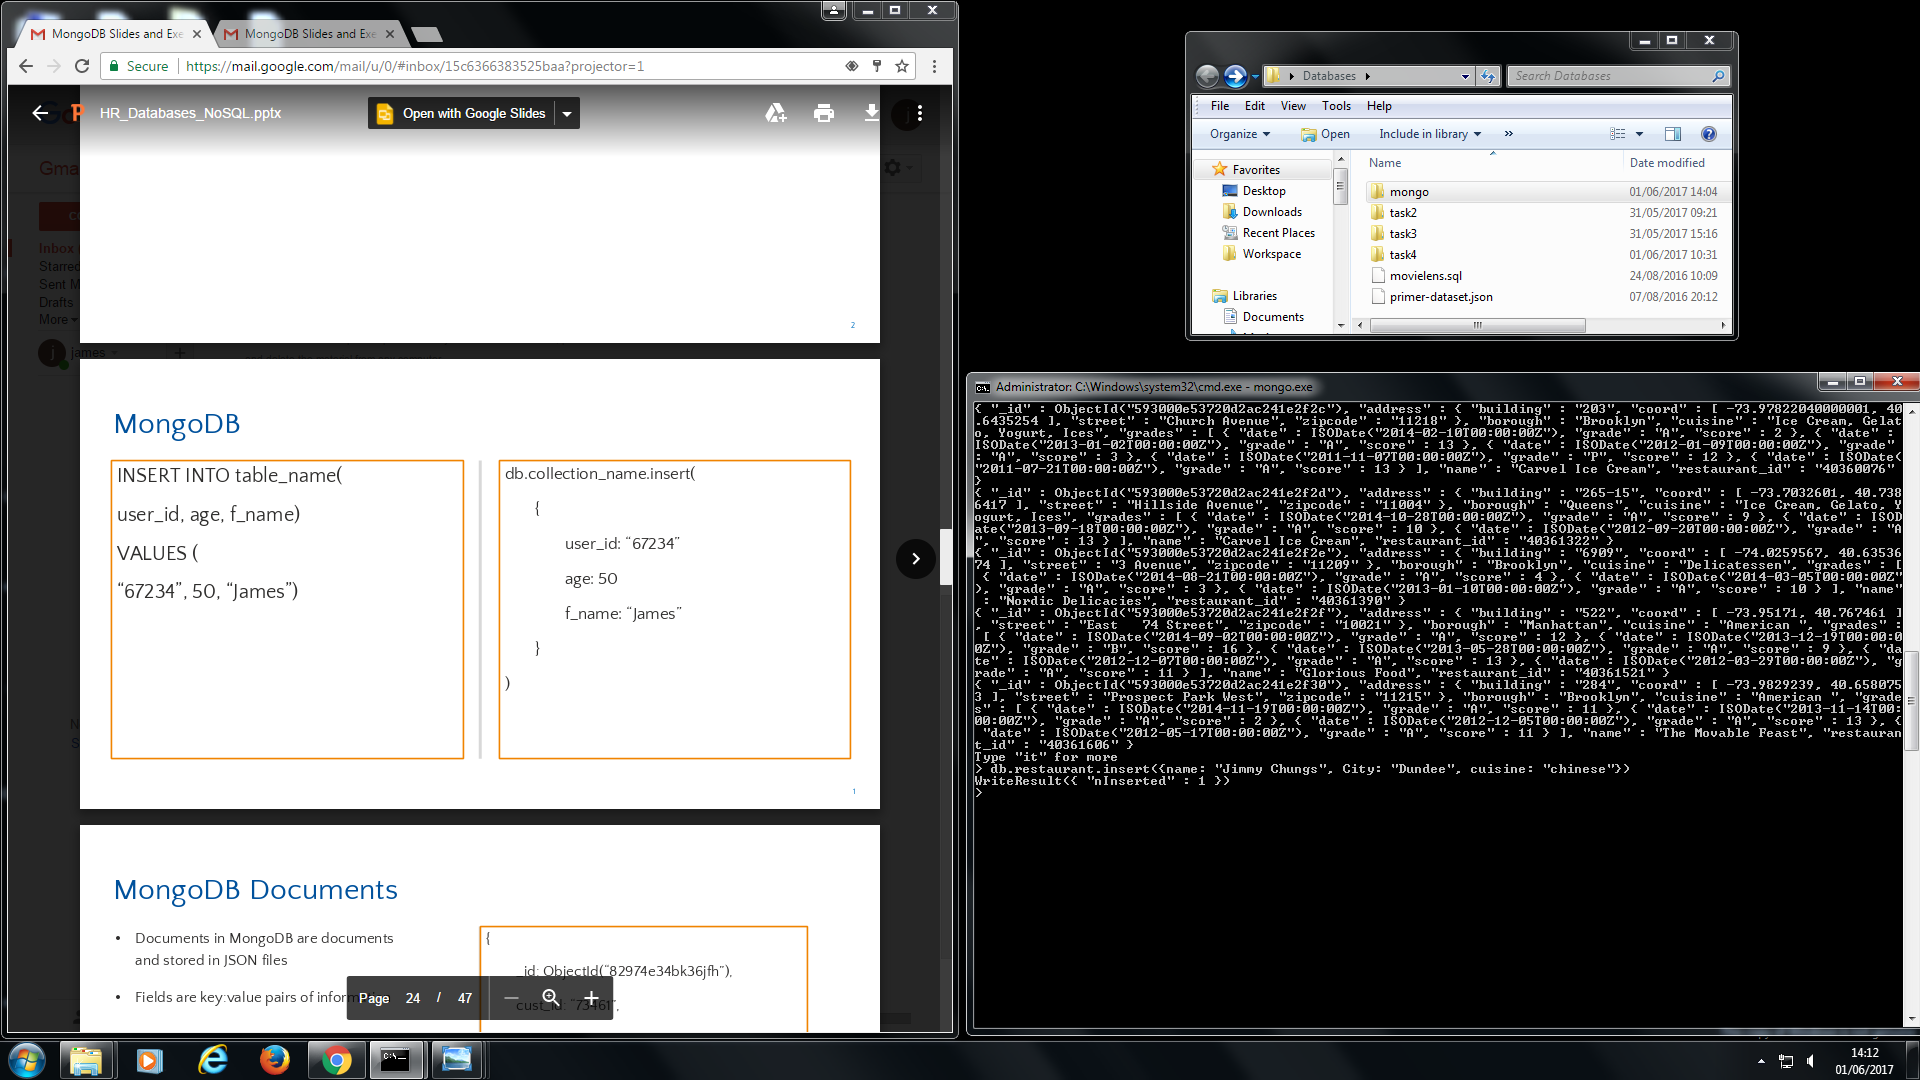 MongoDB Slides and Exe
MongoDB Slides and Exe
Secure
https://mail.google.com/mail/u/0/#inbox/15c6366383525baa?projector=1
HR_Databases_NoSQL.pptx
Open with Google Slides
Inbox
Starred
Sent M
Drafts
More
james
2
MongoDB
INSERT INTO table_name(
user_id, age, f_name)
VALUES (
“67234”, 50, “James”)
db.collection_name.insert(
{
user_id: “67234”
age: 50
f_name: “James”
}
)
1
MongoDB Documents
• Documents in MongoDB are documents
and stored in JSON files
• Fields are key:value pairs of inform
{
_id: ObjectId(“82974e34bk36jfh”),
cust_id: “73461”,
Page 24 / 47
Databases
Search Databases
File Edit View Tools Help
Organize Open Include in library »
Name Date modified
Favorites
Desktop
Downloads
Recent Places
Workspace
Libraries
Documents
mongo 01/06/2017 14:04
task2 31/05/2017 09:21
task3 31/05/2017 15:16
task4 01/06/2017 10:31
movielens.sql 24/08/2016 10:09
primer-dataset.json 07/08/2016 20:12
Administrator: C:\Windows\system32\cmd.exe - mongo.exe
{ "_id" : ObjectId("593000e53720d2ac241e2f2c"), "address" : { "building" : "203", "coord" : [ -73.97822040000001, 40
.6435254 ], "street" : "Church Avenue", "zipcode" : "11218" }, "borough" : "Brooklyn", "cuisine" : "Ice Cream, Gelat
o, Yogurt, Ices", "grades" : [ { "date" : ISODate("2014-02-10T00:00:00Z"), "grade" : "A", "score" : 2 }, { "date" :
ISODate("2013-01-02T00:00:00Z"), "grade" : "A", "score" : 13 }, { "date" : ISODate("2012-01-09T00:00:00Z"), "grade"
: "A", "score" : 3 }, { "date" : ISODate("2011-11-07T00:00:00Z"), "grade" : "P", "score" : 12 }, { "date" : ISODate(
"2011-07-21T00:00:00Z"), "grade" : "A", "score" : 13 } ], "name" : "Carvel Ice Cream", "restaurant_id" : "40360076"
}
{ "_id" : ObjectId("593000e53720d2ac241e2f2d"), "address" : { "building" : "265-15", "coord" : [ -73.7032601, 40.738
6417 ], "street" : "Hillside Avenue", "zipcode" : "11004" }, "borough" : "Queens", "cuisine" : "Ice Cream, Gelato, Y
ogurt, Ices", "grades" : [ { "date" : ISODate("2014-10-28T00:00:00Z"), "grade" : "A", "score" : 9 }, { "date" : ISOD
ate("2013-09-18T00:00:00Z"), "grade" : "A", "score" : 10 }, { "date" : ISODate("2012-09-20T00:00:00Z"), "grade" : "A
", "score" : 13 } ], "name" : "Carvel Ice Cream", "restaurant_id" : "40361322" }
{ "_id" : ObjectId("593000e53720d2ac241e2f2e"), "address" : { "building" : "6909", "coord" : [ -74.0259567, 40.63536
74 ], "street" : "3 Avenue", "zipcode" : "11209" }, "borough" : "Brooklyn", "cuisine" : "Delicatessen", "grades" : [
{ "date" : ISODate("2014-08-21T00:00:00Z"), "grade" : "A", "score" : 4 }, { "date" : ISODate("2014-03-05T00:00:00Z"
), "grade" : "A", "score" : 3 }, { "date" : ISODate("2013-01-10T00:00:00Z"), "grade" : "A", "score" : 10 } ], "name"
: "Nordic Delicacies", "restaurant_id" : "40361390" }
{ "_id" : ObjectId("593000e53720d2ac241e2f2f"), "address" : { "building" : "522", "coord" : [ -73.95171, 40.767461 ]
, "street" : "East   74 Street", "zipcode" : "10021" }, "borough" : "Manhattan", "cuisine" : "American ", "grades" :
[ { "date" : ISODate("2014-09-02T00:00:00Z"), "grade" : "A", "score" : 12 }, { "date" : ISODate("2013-12-19T00:00:0
0Z"), "grade" : "B", "score" : 16 }, { "date" : ISODate("2013-05-28T00:00:00Z"), "grade" : "A", "score" : 9 }, { "da
te" : ISODate("2012-12-07T00:00:00Z"), "grade" : "A", "score" : 13 }, { "date" : ISODate("2012-03-29T00:00:00Z"), "g
rade" : "A", "score" : 11 } ], "name" : "Glorious Food", "restaurant_id" : "40361521" }
{ "_id" : ObjectId("593000e53720d2ac241e2f30"), "address" : { "building" : "284", "coord" : [ -73.9829239, 40.658075
3 ], "street" : "Prospect Park West", "zipcode" : "11215" }, "borough" : "Brooklyn", "cuisine" : "American ", "grade
s" : [ { "date" : ISODate("2014-11-19T00:00:00Z"), "grade" : "A", "score" : 11 }, { "date" : ISODate("2013-11-14T00:
00:00Z"), "grade" : "A", "score" : 2 }, { "date" : ISODate("2012-12-05T00:00:00Z"), "grade" : "A", "score" : 13 }, {
"date" : ISODate("2012-05-17T00:00:00Z"), "grade" : "A", "score" : 11 } ], "name" : "The Movable Feast", "restauran
t_id" : "40361606" }
Type "it" for more
> db.restaurant.insert({name: "Jimmy Chungs", City: "Dundee", cuisine: "chinese"})
WriteResult({ "nInserted" : 1 })
>
14:12
01/06/2017